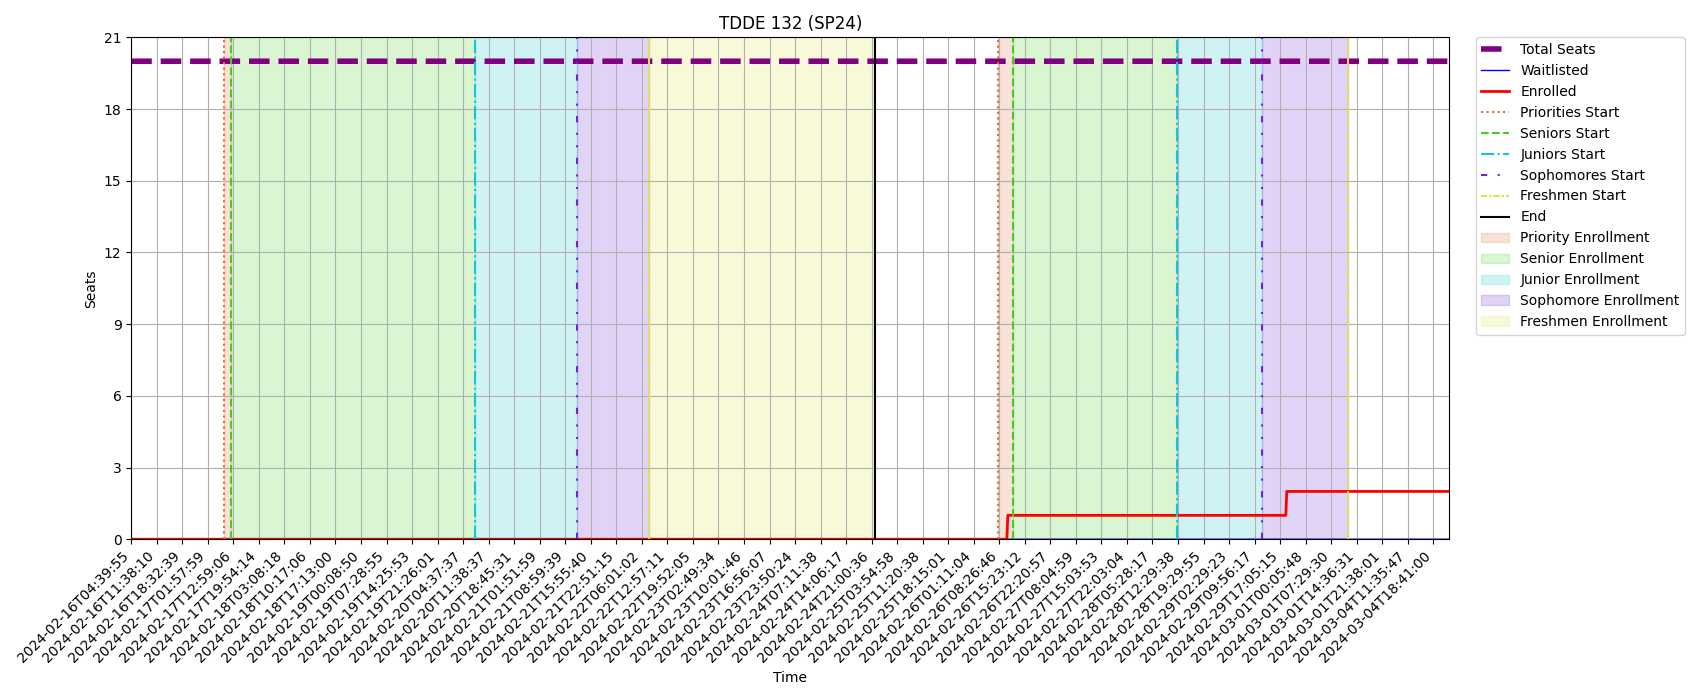 TDDE 132 (SP24)
21
18
15
12
9
6
3
0
Seats
2024-02-16T04:39:55
2024-02-16T11:38:10
2024-02-16T18:32:39
2024-02-17T01:57:59
2024-02-17T12:59:06
2024-02-17T19:54:14
2024-02-18T03:08:18
2024-02-18T10:17:06
2024-02-18T17:13:00
2024-02-19T00:08:50
2024-02-19T07:28:55
2024-02-19T14:25:53
2024-02-19T21:26:01
2024-02-20T04:37:37
2024-02-20T11:38:37
2024-02-20T18:45:31
2024-02-21T01:51:59
2024-02-21T08:59:39
2024-02-21T15:55:40
2024-02-21T22:51:15
2024-02-22T06:01:02
2024-02-22T12:57:11
2024-02-22T19:52:05
2024-02-23T02:49:34
2024-02-23T10:01:46
2024-02-23T16:56:07
2024-02-23T23:50:24
2024-02-24T07:11:38
2024-02-24T14:06:17
2024-02-24T21:00:36
2024-02-25T03:54:58
2024-02-25T11:20:38
2024-02-25T18:15:01
2024-02-26T01:11:04
2024-02-26T08:26:46
2024-02-26T15:23:12
2024-02-26T22:20:57
2024-02-27T08:04:59
2024-02-27T15:03:53
2024-02-27T22:03:04
2024-02-28T05:28:17
2024-02-28T12:29:38
2024-02-28T19:29:55
2024-02-29T02:29:23
2024-02-29T09:56:17
2024-02-29T17:05:15
2024-03-01T00:05:48
2024-03-01T07:29:30
2024-03-01T14:36:31
2024-03-01T21:38:01
2024-03-04T11:35:47
2024-03-04T18:41:00
Time
Total Seats
Waitlisted
Enrolled
Priorities Start
Seniors Start
Juniors Start
Sophomores Start
Freshmen Start
End
Priority Enrollment
Senior Enrollment
Junior Enrollment
Sophomore Enrollment
Freshmen Enrollment